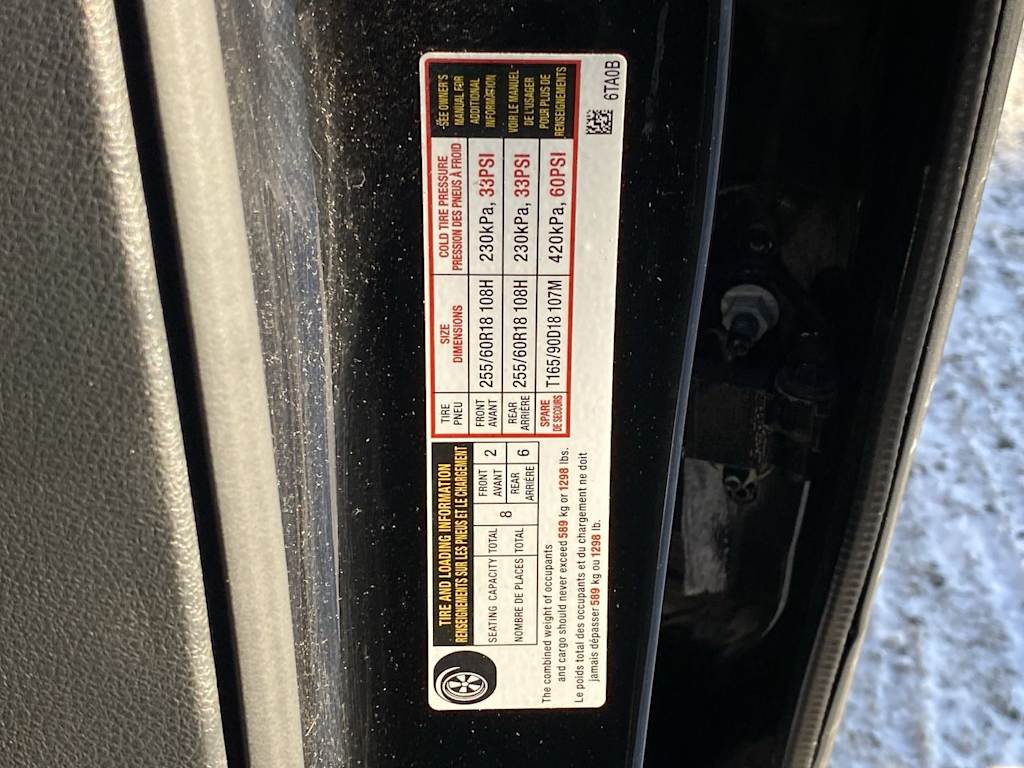 TIRE AND LOADING INFORMATION
RENSEIGNEMENTS SUR LES PNEUS ET LE CHARGEMENT
SEATING CAPACITY TOTAL
NOMBRE DE PLACES TOTAL
8
FRONT
AVANT
2
REAR
ARRIÈRE
6
The combined weight of occupants
and cargo should never exceed 589 kg or 1298 lbs.
Le poids total des occupants et du chargement ne doit
jamais dépasser 589 kg ou 1298 lb.
TIRE
PNEU
SIZE
DIMENSIONS
COLD TIRE PRESSURE
PRESSION DES PNEUS À FROID
FRONT
AVANT
255/60R18 108H
230kPa, 33PSI
REAR
ARRIÈRE
255/60R18 108H
230kPa, 33PSI
SPARE
DE SECOURS
T165/90D18 107M
420kPa, 60PSI
SEE OWNER'S
MANUAL FOR
ADDITIONAL
INFORMATION
VOIR LE MANUEL
DE L'USAGER
POUR PLUS DE
RENSEIGNEMENTS
6TA0B